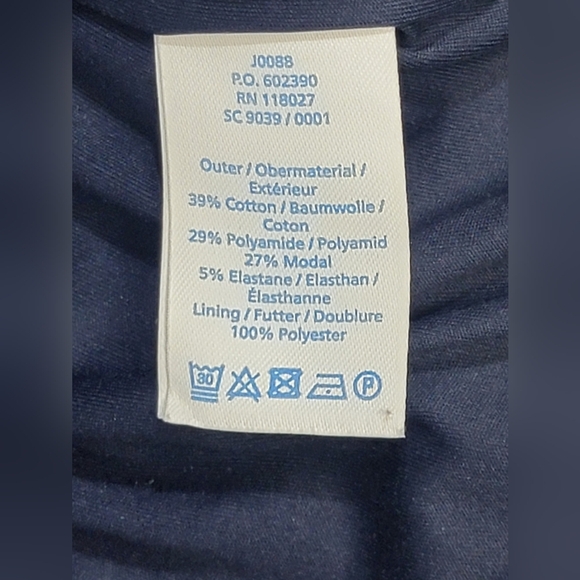 J0088
P.O. 602390
RN 118027
SC 9039 / 0001
Outer / Obermaterial /
Extérieur
39% Cotton / Baumwolle /
Coton
29% Polyamide / Polyamid
27% Modal
5% Elastane / Elasthan /
Élasthanne
Lining / Futter / Doublure
100% Polyester
30 P